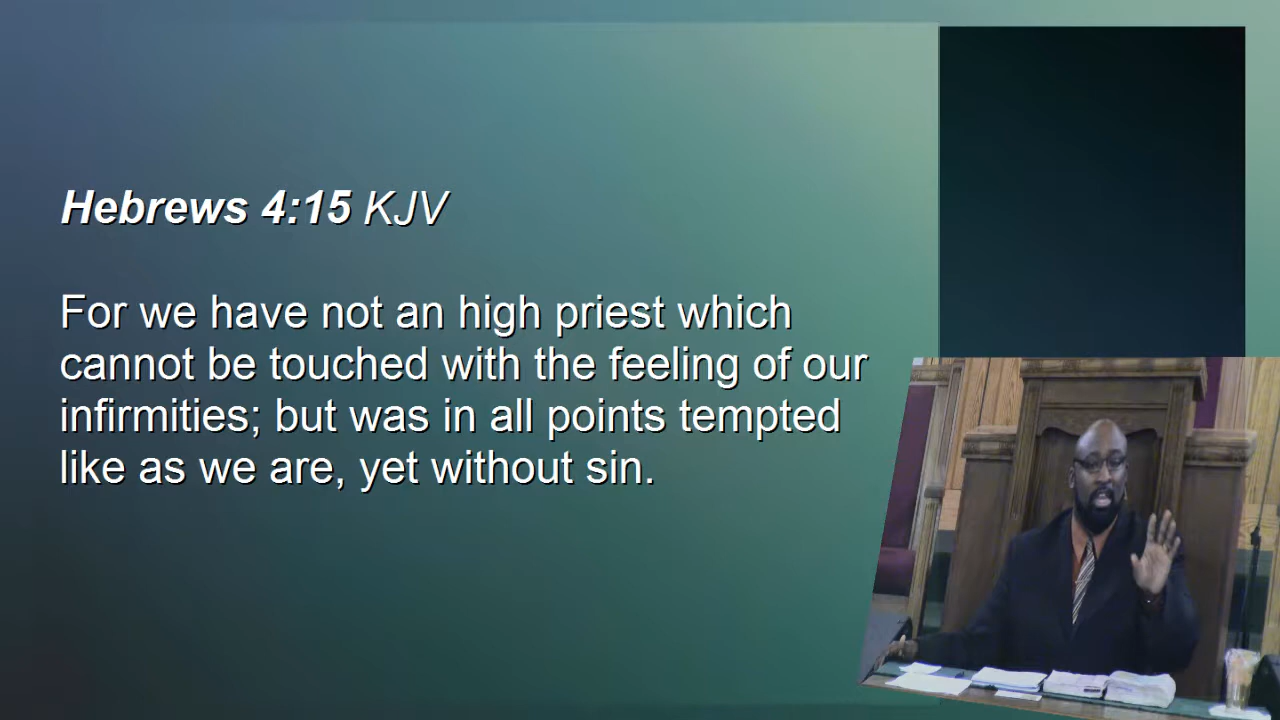 Hebrews 4:15 KJV
For we have not an high priest which
cannot be touched with the feeling of our
infirmities; but was in all points tempted
like as we are, yet without sin.